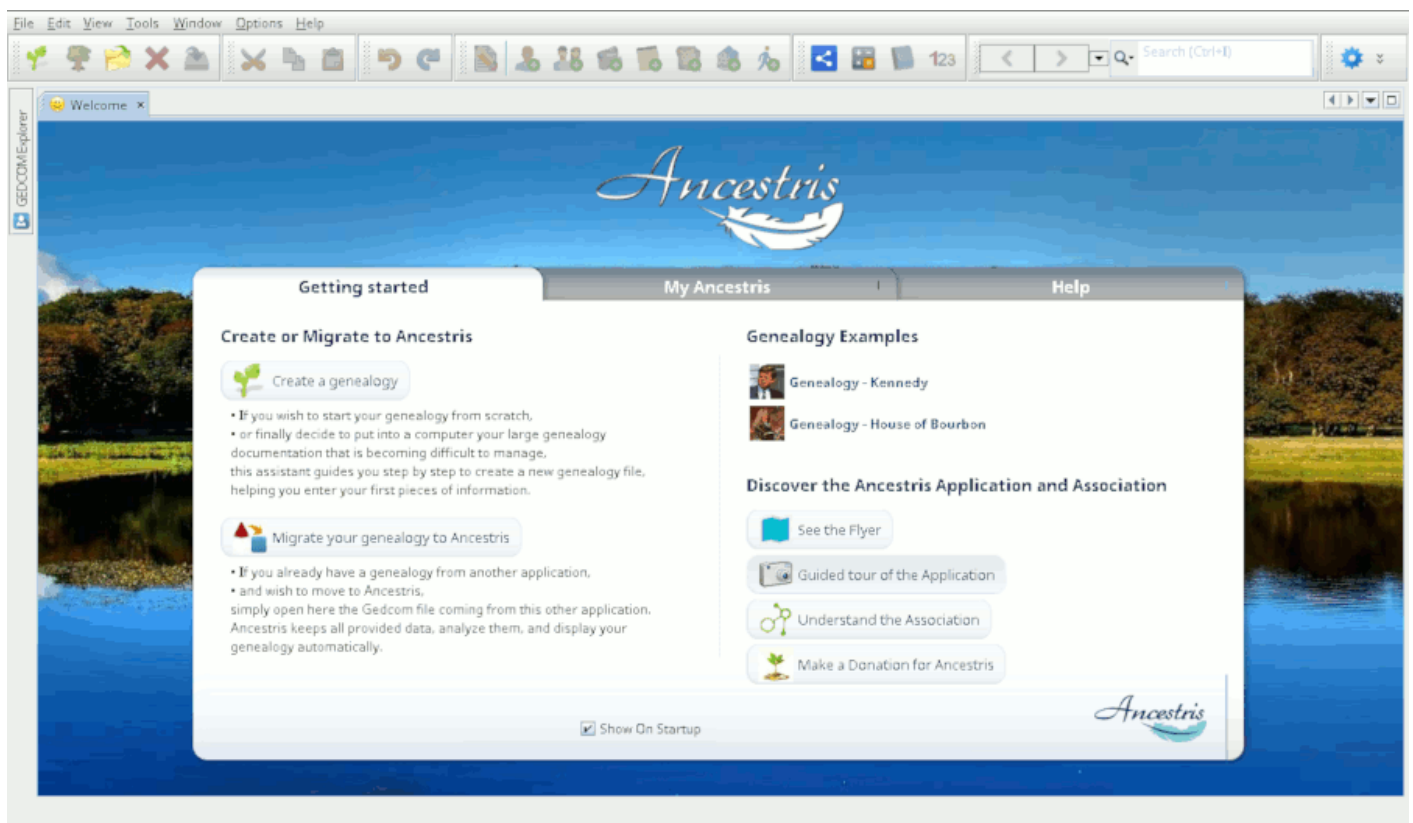 File Edit View Tools Window Options Help
123
Search (Ctrl+I)
GEDCOM Explorer
Welcome
Ancestris
Getting started
My Ancestris
Help
Create or Migrate to Ancestris
Create a genealogy
• If you wish to start your genealogy from scratch,
• or finally decide to put into a computer your large genealogy
documentation that is becoming difficult to manage,
this assistant guides you step by step to create a new genealogy file,
helping you enter your first pieces of information.
Migrate your genealogy to Ancestris
• If you already have a genealogy from another application,
• and wish to move to Ancestris,
simply open here the Gedcom file coming from this other application.
Ancestris keeps all provided data, analyze them, and display your
genealogy automatically.
Genealogy Examples
Genealogy - Kennedy
Genealogy - House of Bourbon
Discover the Ancestris Application and Association
See the Flyer
Guided tour of the Application
Understand the Association
Make a Donation for Ancestris
Show On Startup
Ancestris